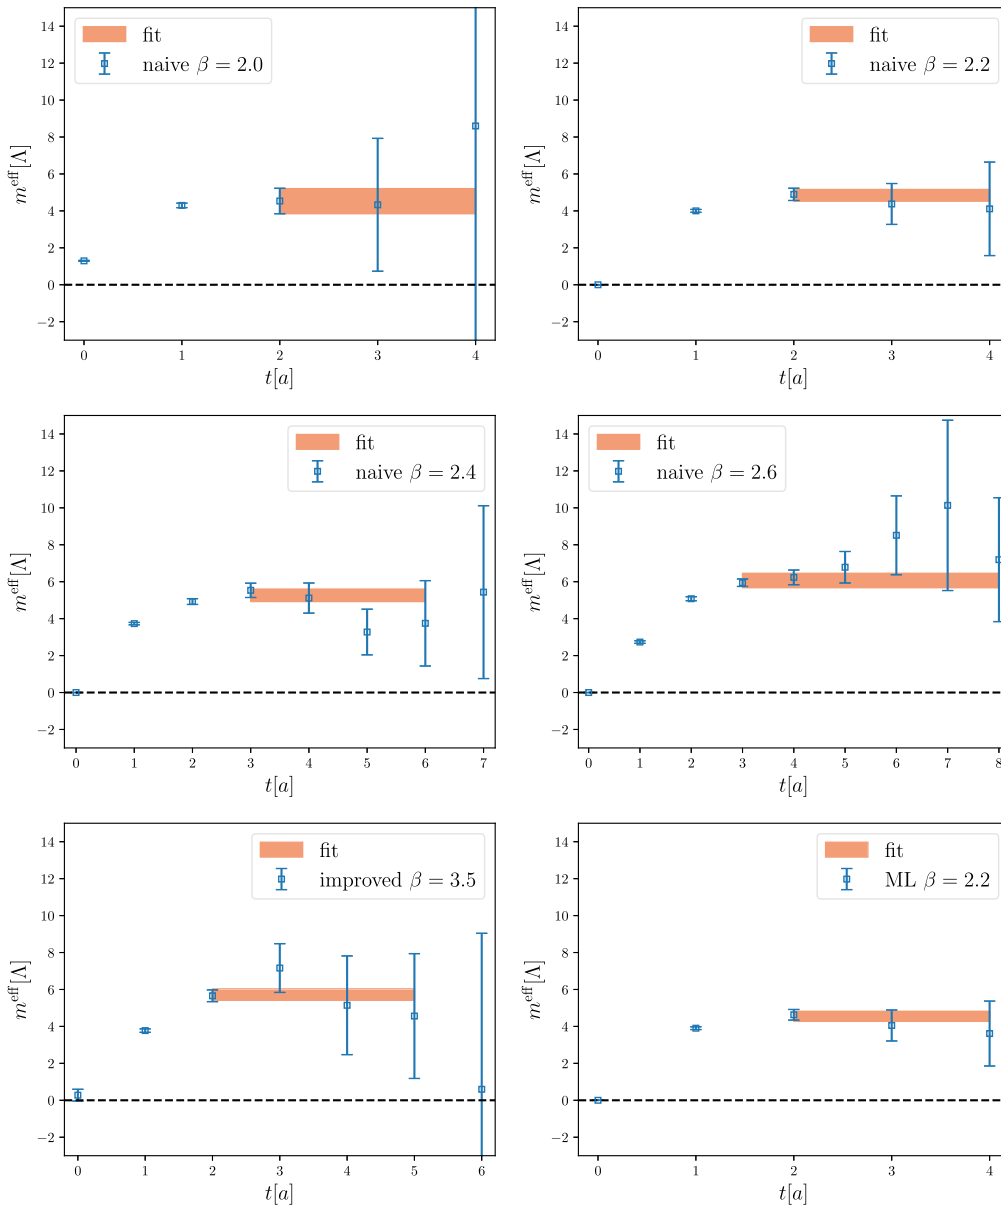 fit
naive β = 2.0
m^eff[Λ]
14
12
10
8
6
4
2
0
−2
0 1 2 3 4
t[a]
fit
naive β = 2.2
m^eff[Λ]
14
12
10
8
6
4
2
0
−2
0 1 2 3 4
t[a]
fit
naive β = 2.4
m^eff[Λ]
14
12
10
8
6
4
2
0
−2
0 1 2 3 4 5 6 7
t[a]
fit
naive β = 2.6
m^eff[Λ]
14
12
10
8
6
4
2
0
−2
0 1 2 3 4 5 6 7 8
t[a]
fit
improved β = 3.5
m^eff[Λ]
14
12
10
8
6
4
2
0
−2
0 1 2 3 4 5 6
t[a]
fit
ML β = 2.2
m^eff[Λ]
14
12
10
8
6
4
2
0
−2
0 1 2 3 4
t[a]